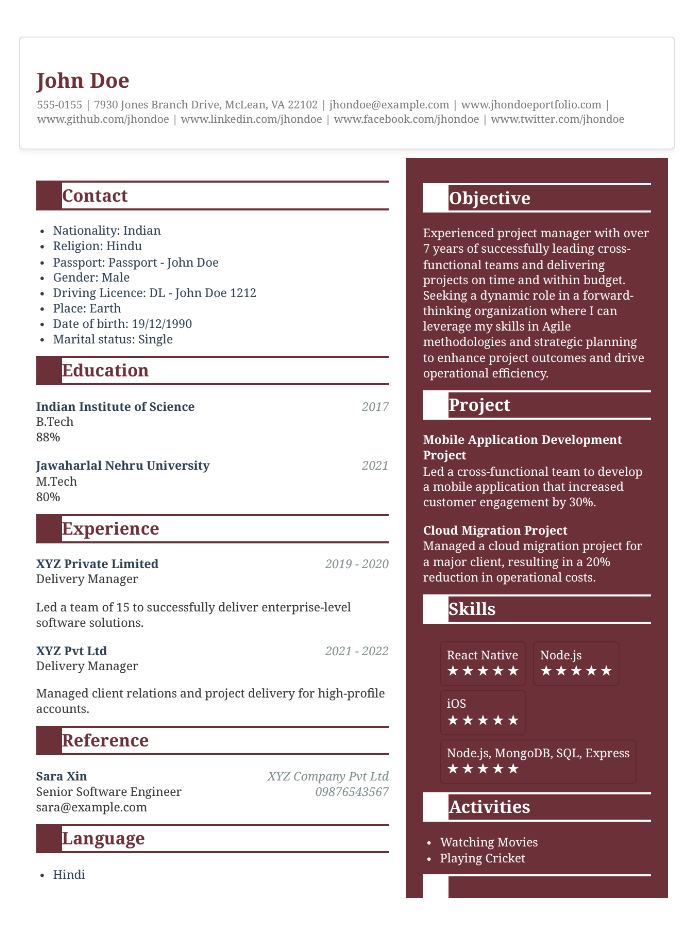 John Doe
555-0155 | 7930 Jones Branch Drive, McLean, VA 22102 | jhondoe@example.com | www.jhondoeportfolio.com |
www.github.com/jhondoe | www.linkedin.com/jhondoe | www.facebook.com/jhondoe | www.twitter.com/jhondoe
Contact
• Nationality: Indian
• Religion: Hindu
• Passport: Passport - John Doe
• Gender: Male
• Driving Licence: DL - John Doe 1212
• Place: Earth
• Date of birth: 19/12/1990
• Marital status: Single
Education
Indian Institute of Science 2017
B.Tech
88%
Jawaharlal Nehru University 2021
M.Tech
80%
Experience
XYZ Private Limited 2019 - 2020
Delivery Manager
Led a team of 15 to successfully deliver enterprise-level
software solutions.
XYZ Pvt Ltd 2021 - 2022
Delivery Manager
Managed client relations and project delivery for high-profile
accounts.
Reference
Sara Xin XYZ Company Pvt Ltd
Senior Software Engineer 09876543567
sara@example.com
Language
• Hindi
Objective
Experienced project manager with over
7 years of successfully leading cross-
functional teams and delivering
projects on time and within budget.
Seeking a dynamic role in a forward-
thinking organization where I can
leverage my skills in Agile
methodologies and strategic planning
to enhance project outcomes and drive
operational efficiency.
Project
Mobile Application Development
Project
Led a cross-functional team to develop
a mobile application that increased
customer engagement by 30%.
Cloud Migration Project
Managed a cloud migration project for
a major client, resulting in a 20%
reduction in operational costs.
Skills
React Native Node.js
★★★★★ ★★★★★
iOS
★★★★★
Node.js, MongoDB, SQL, Express
★★★★★
Activities
• Watching Movies
• Playing Cricket